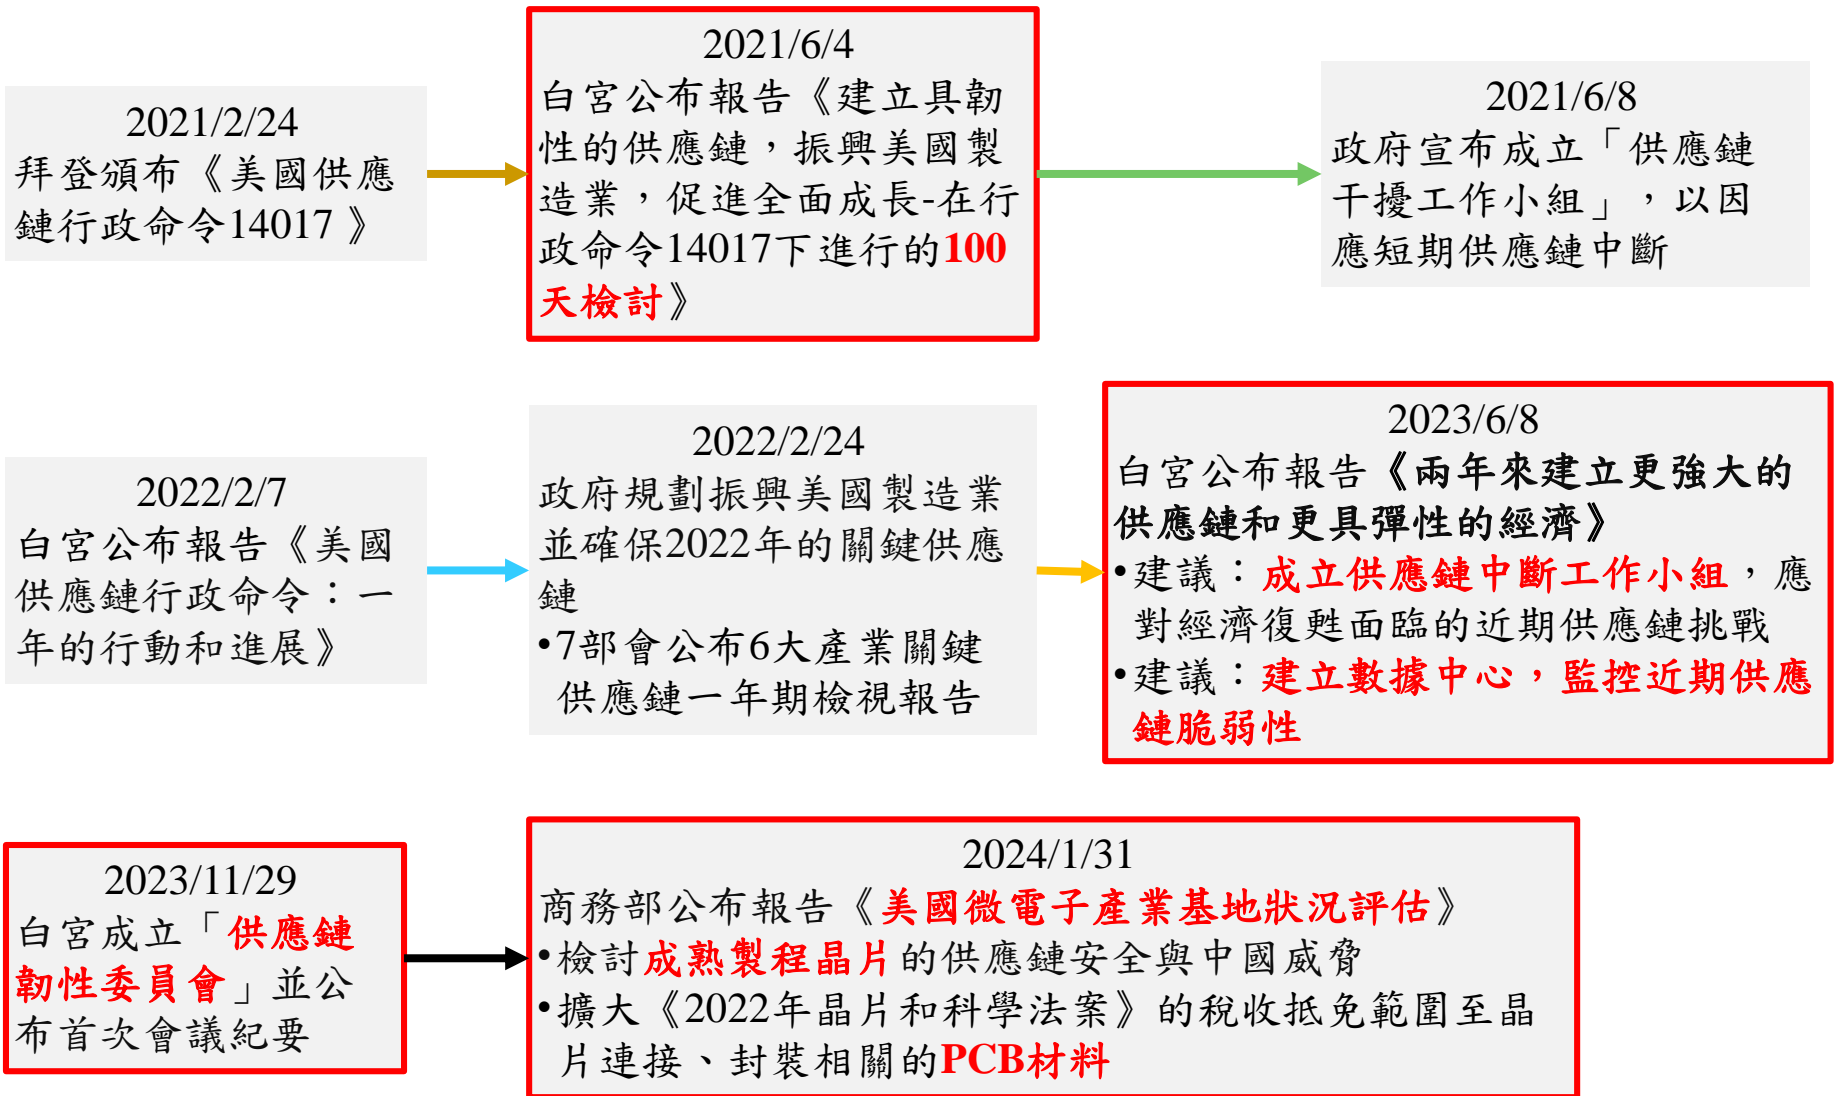 2021/2/24
拜登頒布《美國供應
鏈行政命令14017 》
2021/6/4
白宮公布報告《建立具韌
性的供應鏈，振興美國製
造業，促進全面成長-在行
政命令14017下進行的100
天檢討》
2021/6/8
政府宣布成立「供應鏈
干擾工作小組」，以因
應短期供應鏈中斷
2022/2/7
白宮公布報告《美國
供應鏈行政命令：一
年的行動和進展》
2022/2/24
政府規劃振興美國製造業
並確保2022年的關鍵供應
鏈
•7部會公布6大產業關鍵
供應鏈一年期檢視報告
2023/6/8
白宮公布報告《兩年來建立更強大的
供應鏈和更具彈性的經濟》
•建議：成立供應鏈中斷工作小組，應
對經濟復甦面臨的近期供應鏈挑戰
•建議：建立數據中心，監控近期供應
鏈脆弱性
2023/11/29
白宮成立「供應鏈
韌性委員會」並公
布首次會議紀要
2024/1/31
商務部公布報告《美國微電子產業基地狀況評估》
•檢討成熟製程晶片的供應鏈安全與中國威脅
•擴大《2022年晶片和科學法案》的稅收抵免範圍至晶
片連接、封裝相關的PCB材料